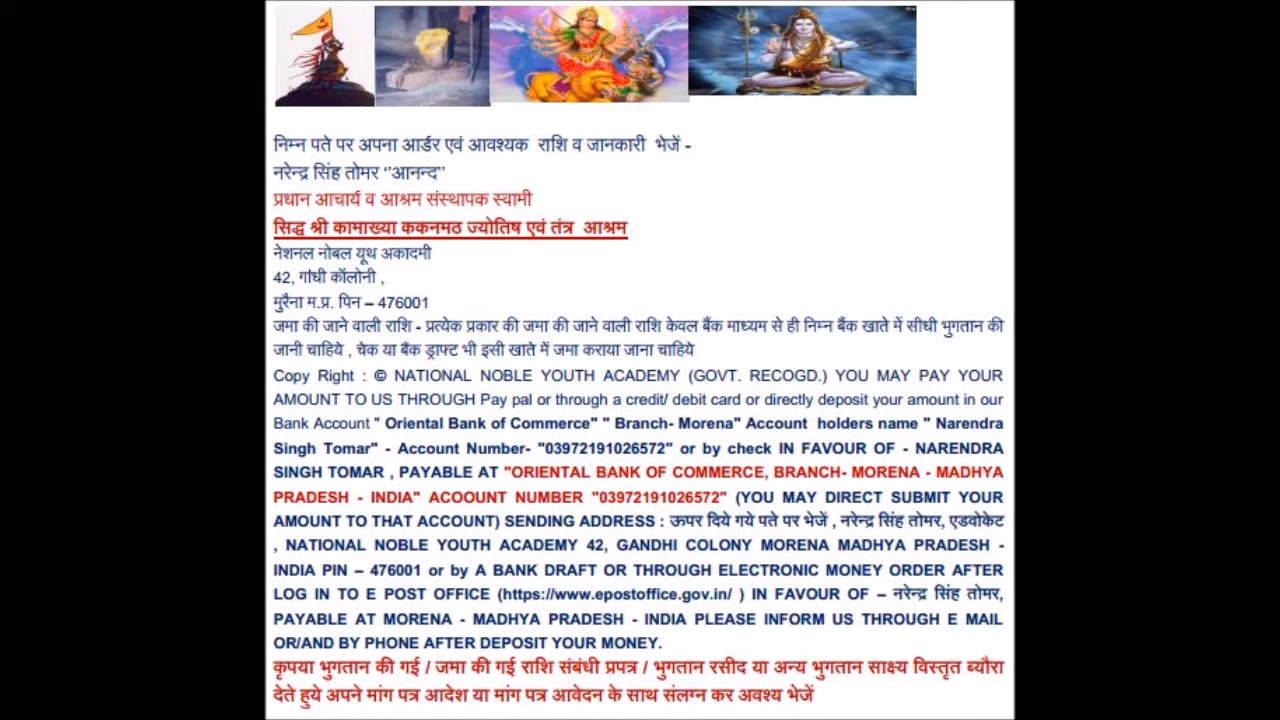 निम्न पते पर अपना आर्डर एवं आवश्यक राशि व जानकारी भेजें -
नरेन्द्र सिंह तोमर ''आनन्द''
प्रधान आचार्य व आश्रम संस्थापक स्वामी
सिद्ध श्री कामाख्या ककनमठ ज्योतिष एवं तंत्र आश्रम
नेशनल नोबल यूथ अकादमी
42, गांधी कॉलोनी ,
मुरैना म.प्र. पिन – 476001
जमा की जाने वाली राशि - प्रत्येक प्रकार की जमा की जाने वाली राशि केवल बैंक माध्यम से ही निम्न बैंक खाते में सीधी भुगतान की
जानी चाहिये , चेक या बैंक ड्राफ्ट भी इसी खाते में जमा कराया जाना चाहिये
Copy Right : © NATIONAL NOBLE YOUTH ACADEMY (GOVT. RECOGD.) YOU MAY PAY YOUR
AMOUNT TO US THROUGH Pay pal or through a credit/ debit card or directly deposit your amount in our
Bank Account " Oriental Bank of Commerce" " Branch- Morena" Account holders name " Narendra
Singh Tomar" - Account Number- "03972191026572" or by check IN FAVOUR OF - NARENDRA
SINGH TOMAR , PAYABLE AT "ORIENTAL BANK OF COMMERCE, BRANCH- MORENA - MADHYA
PRADESH - INDIA" ACOOUNT NUMBER "03972191026572" (YOU MAY DIRECT SUBMIT YOUR
AMOUNT TO THAT ACCOUNT) SENDING ADDRESS : ऊपर दिये गये पते पर भेजें , नरेन्द्र सिंह तोमर, एडवोकेट
, NATIONAL NOBLE YOUTH ACADEMY 42, GANDHI COLONY MORENA MADHYA PRADESH -
INDIA PIN – 476001 or by A BANK DRAFT OR THROUGH ELECTRONIC MONEY ORDER AFTER
LOG IN TO E POST OFFICE (https://www.epostoffice.gov.in/ ) IN FAVOUR OF – नरेन्द्र सिंह तोमर,
PAYABLE AT MORENA - MADHYA PRADESH - INDIA PLEASE INFORM US THROUGH E MAIL
OR/AND BY PHONE AFTER DEPOSIT YOUR MONEY.
कृपया भुगतान की गई / जमा की गई राशि संबंधी प्रपत्र / भुगतान रसीद या अन्य भुगतान साक्ष्य विस्तृत ब्यौरा
देते हुये अपने मांग पत्र आदेश या मांग पत्र आवेदन के साथ संलग्न कर अवश्य भेजें